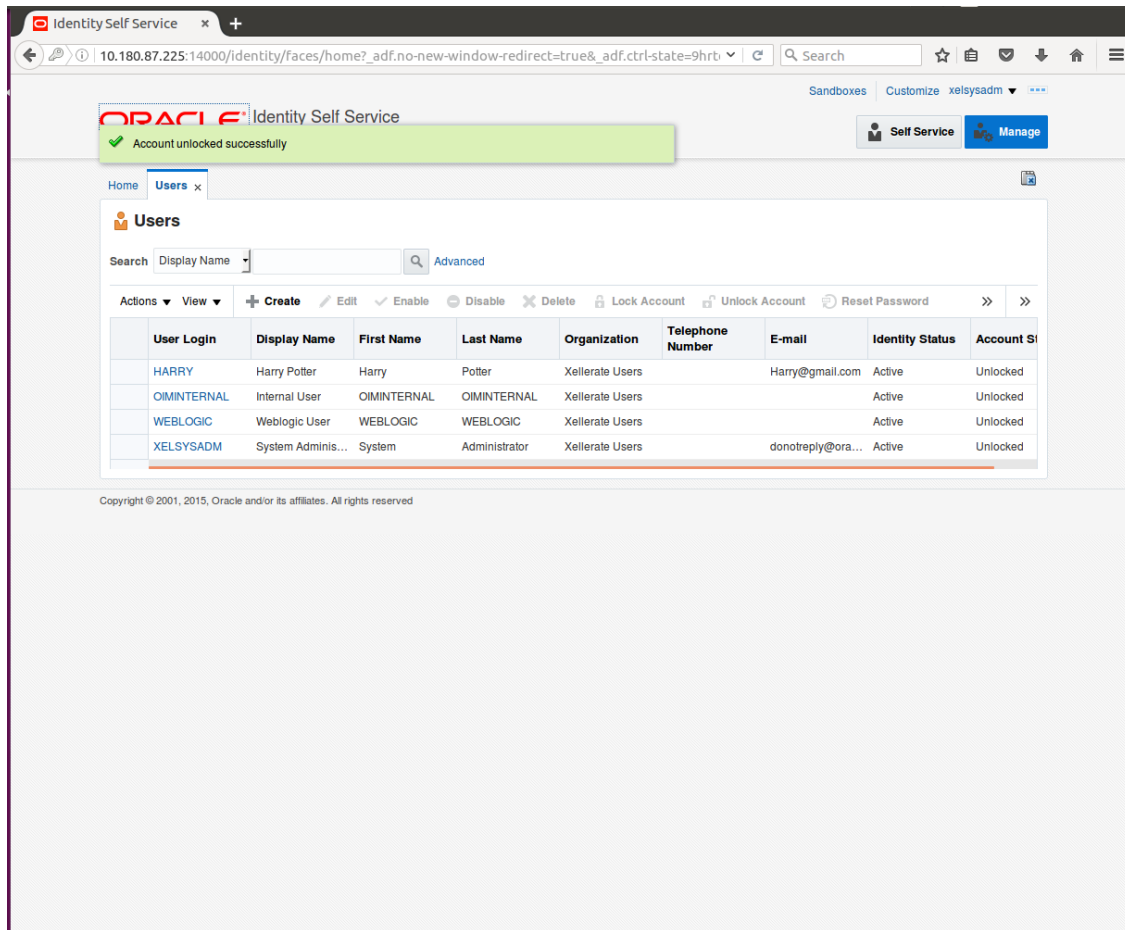 Identity Self Service × +
10.180.87.225:14000/identity/faces/home?_adf.no-new-window-redirect=true&_adf.ctrl-state=9hrt Search
Sandboxes Customize xelsysadm
ORACLE® Identity Self Service
Self Service Manage
Account unlocked successfully
Home Users x
Users
Search Display Name Advanced
Actions View Create Edit Enable Disable Delete Lock Account Unlock Account Reset Password » »
User Login Display Name First Name Last Name Organization Telephone Number E-mail Identity Status Account St
HARRY Harry Potter Harry Potter Xellerate Users Harry@gmail.com Active Unlocked
OIMINTERNAL Internal User OIMINTERNAL OIMINTERNAL Xellerate Users Active Unlocked
WEBLOGIC Weblogic User WEBLOGIC WEBLOGIC Xellerate Users Active Unlocked
XELSYSADM System Adminis... System Administrator Xellerate Users donotreply@ora... Active Unlocked
Copyright © 2001, 2015, Oracle and/or its affiliates. All rights reserved